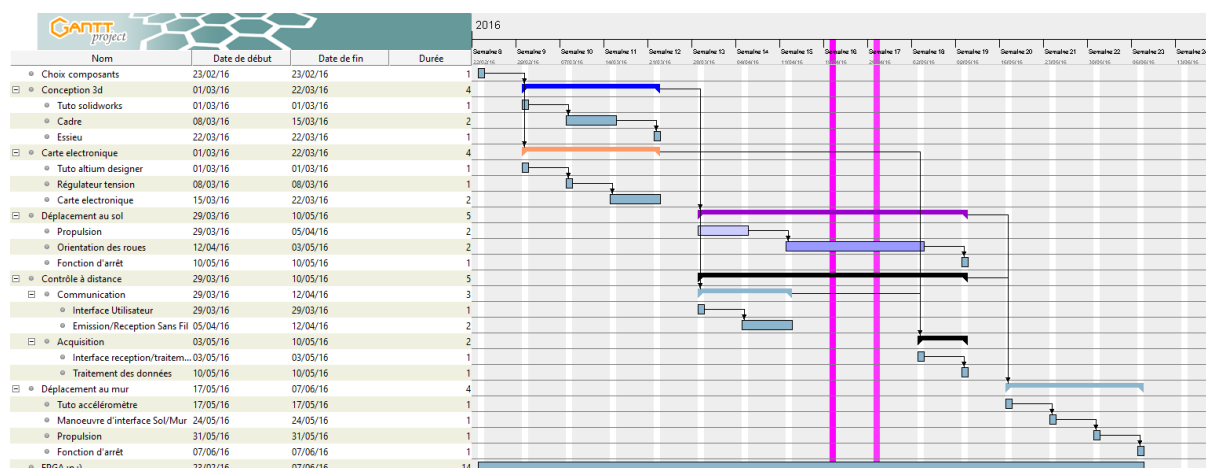 GANTT project
2016
Semaine 8 Semaine 9 Semaine 10 Semaine 11 Semaine 12 Semaine 13 Semaine 14 Semaine 15 Semaine 16 Semaine 17 Semaine 18 Semaine 19 Semaine 20 Semaine 21 Semaine 22 Semaine 23 Semaine 24
Nom Date de début Date de fin Durée
Choix composants 23/02/16 23/02/16 1
Conception 3d 01/03/16 22/03/16 4
Tuto solidworks 01/03/16 01/03/16 1
Cadre 08/03/16 15/03/16 2
Essieu 22/03/16 22/03/16 1
Carte electronique 01/03/16 22/03/16 4
Tuto altium designer 01/03/16 01/03/16 1
Régulateur tension 08/03/16 08/03/16 1
Carte electronique 15/03/16 22/03/16 2
Déplacement au sol 29/03/16 10/05/16 5
Propulsion 29/03/16 05/04/16 2
Orientation des roues 12/04/16 03/05/16 2
Fonction d'arrêt 10/05/16 10/05/16 1
Contrôle à distance 29/03/16 10/05/16 5
Communication 29/03/16 12/04/16 3
Interface Utilisateur 29/03/16 29/03/16 1
Emission/Reception Sans Fil 05/04/16 12/04/16 2
Acquisition 03/05/16 10/05/16 2
Interface reception/traitem... 03/05/16 03/05/16 1
Traitement des données 10/05/16 10/05/16 1
Déplacement au mur 17/05/16 07/06/16 4
Tuto accéléromètre 17/05/16 17/05/16 1
Manoeuvre d'interface Sol/Mur 24/05/16 24/05/16 1
Propulsion 31/05/16 31/05/16 1
Fonction d'arrêt 07/06/16 07/06/16 1
FPGA 23/02/16 07/06/16 14